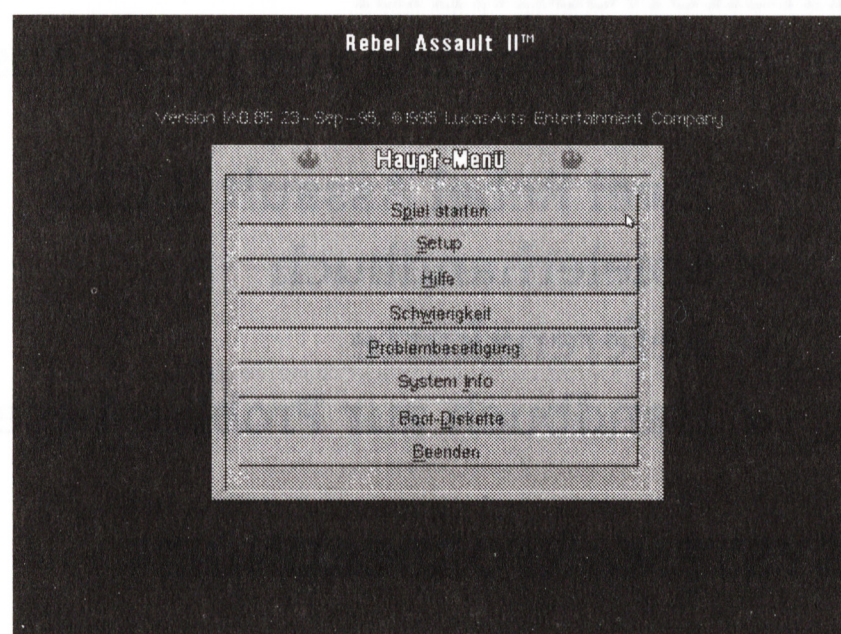 Rebel Assault II™
Version IA0.85 23-Sep-95, ©1995 LucasArts Entertainment Company
Haupt-Menü
Spiel starten
Setup
Hilfe
Schwierigkeit
Problembeseitigung
System Info
Boot-Diskette
Beenden